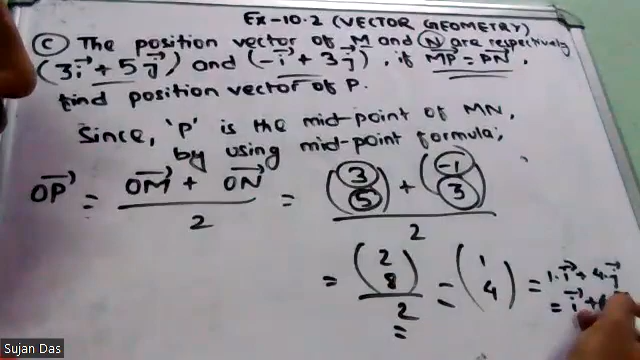 Ex-10.2 (VECTOR GEOMETRY)
(c) The position vector of M and (N) are respectively
(3i⃗ + 5j⃗) and (-i⃗ + 3j⃗), if MP⃗ = PN⃗,
find position vector of P.
Since, 'P' is the mid-point of MN,
by using mid-point formula;
OP⃗ = (OM⃗ + ON⃗)/2 = ((3 5) + (-1 3))/2
= (2 8)/2 = (1 4) = 1.i⃗ + 4.j⃗
= = i⃗ +
Sujan Das